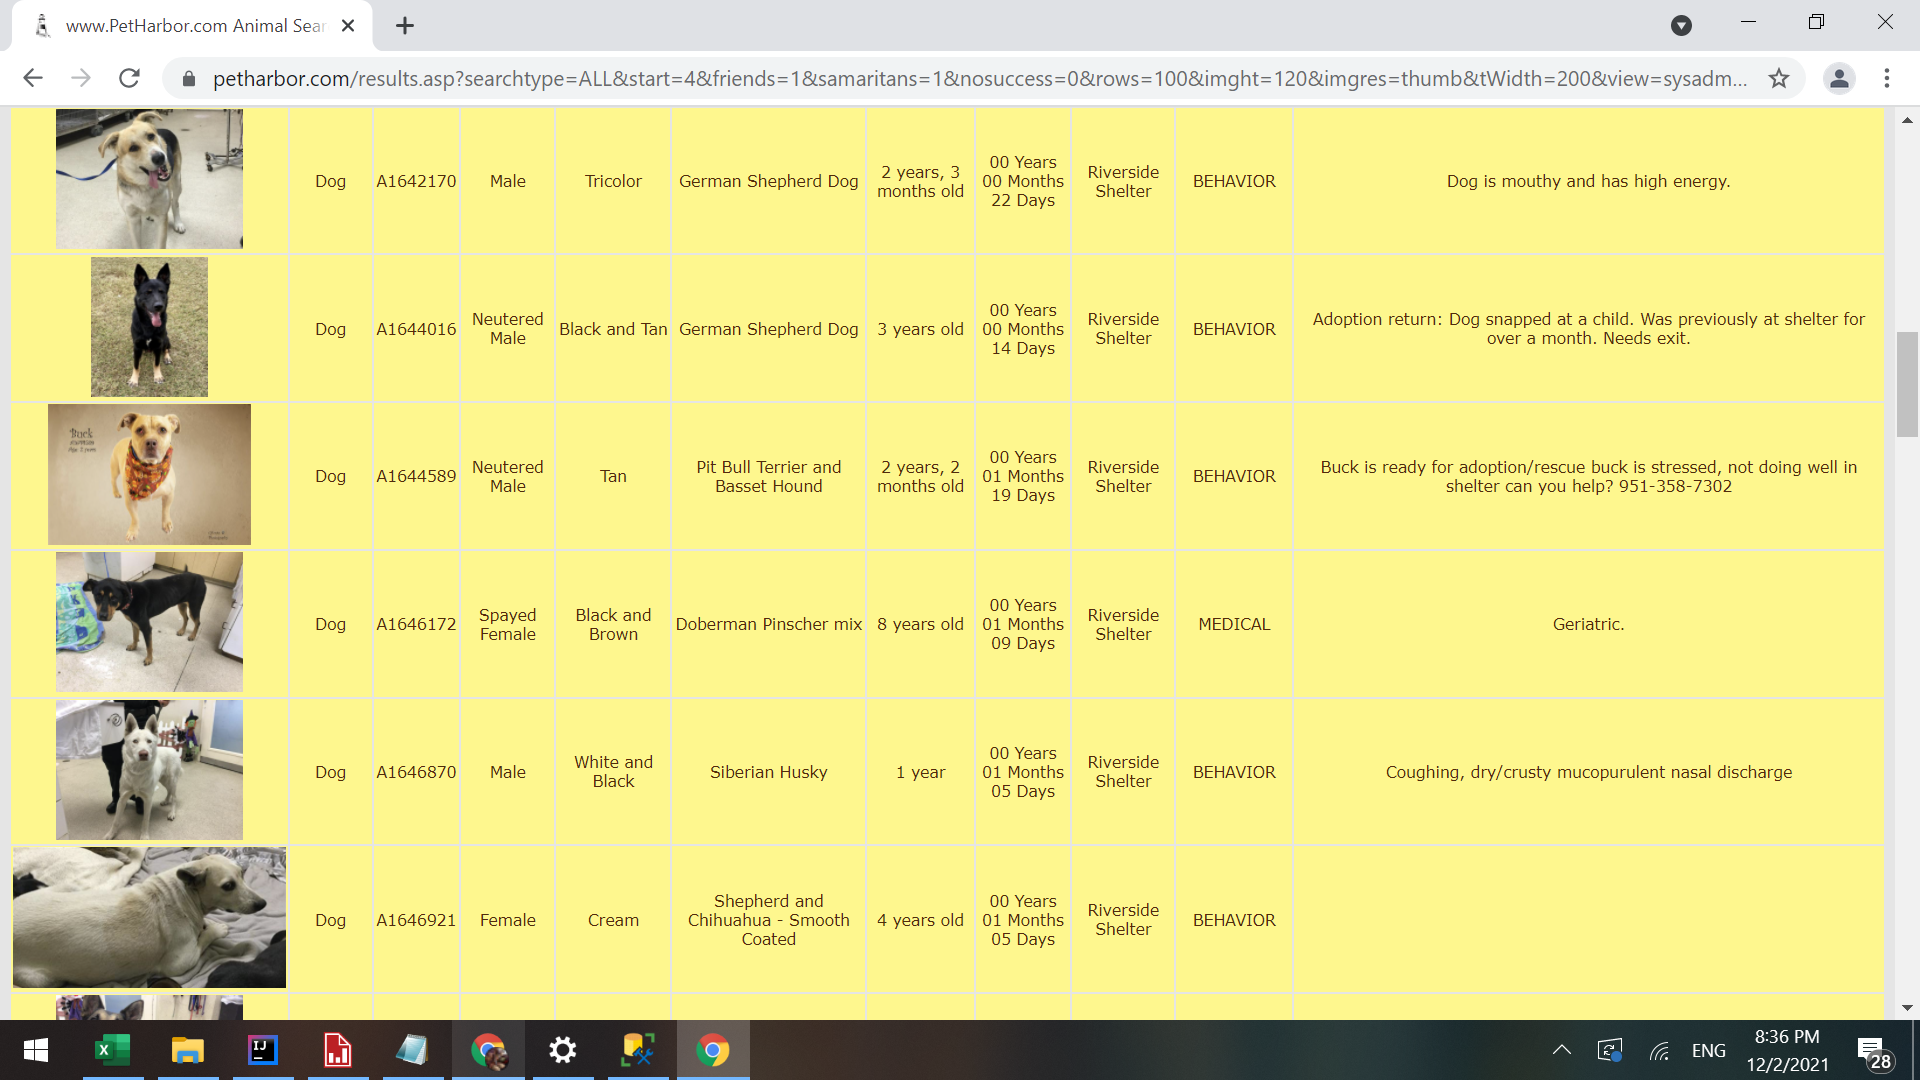 www.PetHarbor.com Animal Sear
petharbor.com/results.asp?searchtype=ALL&start=4&friends=1&samaritans=1&nosuccess=0&rows=100&imght=120&imgres=thumb&tWidth=200&view=sysadm...
Dog
A1642170
Male
Tricolor
German Shepherd Dog
2 years, 3
months old
00 Years
00 Months
22 Days
Riverside
Shelter
BEHAVIOR
Dog is mouthy and has high energy.
Dog
A1644016
Neutered
Male
Black and Tan
German Shepherd Dog
3 years old
00 Years
00 Months
14 Days
Riverside
Shelter
BEHAVIOR
Adoption return: Dog snapped at a child. Was previously at shelter for
over a month. Needs exit.
Buck
Dog
A1644589
Neutered
Male
Tan
Pit Bull Terrier and
Basset Hound
2 years, 2
months old
00 Years
01 Months
19 Days
Riverside
Shelter
BEHAVIOR
Buck is ready for adoption/rescue buck is stressed, not doing well in
shelter can you help? 951-358-7302
Dog
A1646172
Spayed
Female
Black and
Brown
Doberman Pinscher mix
8 years old
00 Years
01 Months
09 Days
Riverside
Shelter
MEDICAL
Geriatric.
Dog
A1646870
Male
White and
Black
Siberian Husky
1 year
00 Years
01 Months
05 Days
Riverside
Shelter
BEHAVIOR
Coughing, dry/crusty mucopurulent nasal discharge
Dog
A1646921
Female
Cream
Shepherd and
Chihuahua - Smooth
Coated
4 years old
00 Years
01 Months
05 Days
Riverside
Shelter
BEHAVIOR
IJ
ENG
8:36 PM
12/2/2021
28